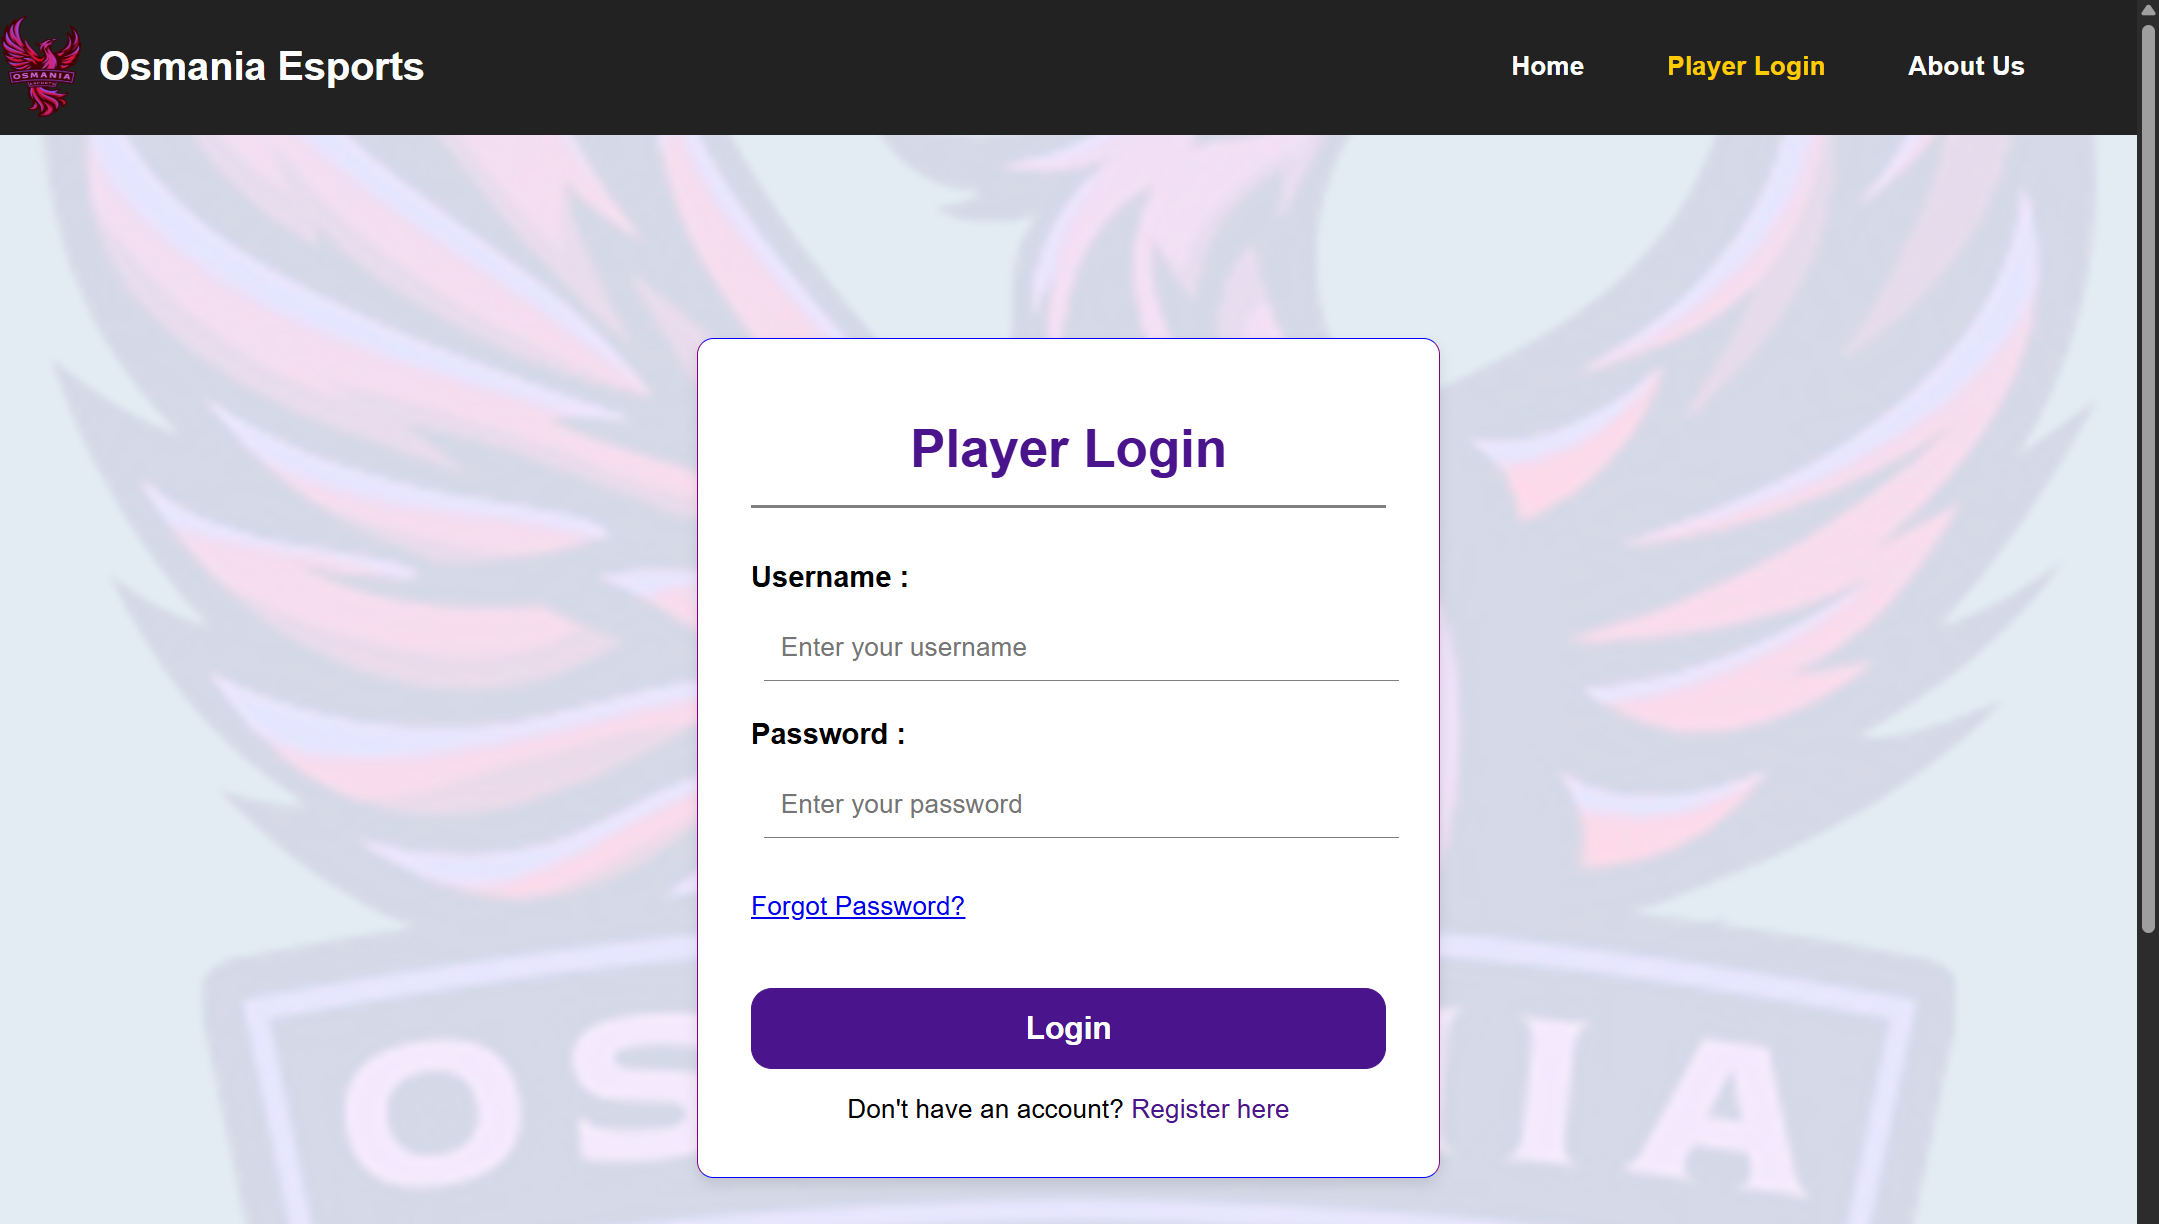 OSMANIA
Osmania Esports
Home
Player Login
About Us
Player Login
Username :
Enter your username
Password :
Enter your password
Forgot Password?
Login
Don't have an account? Register here
OS
IA